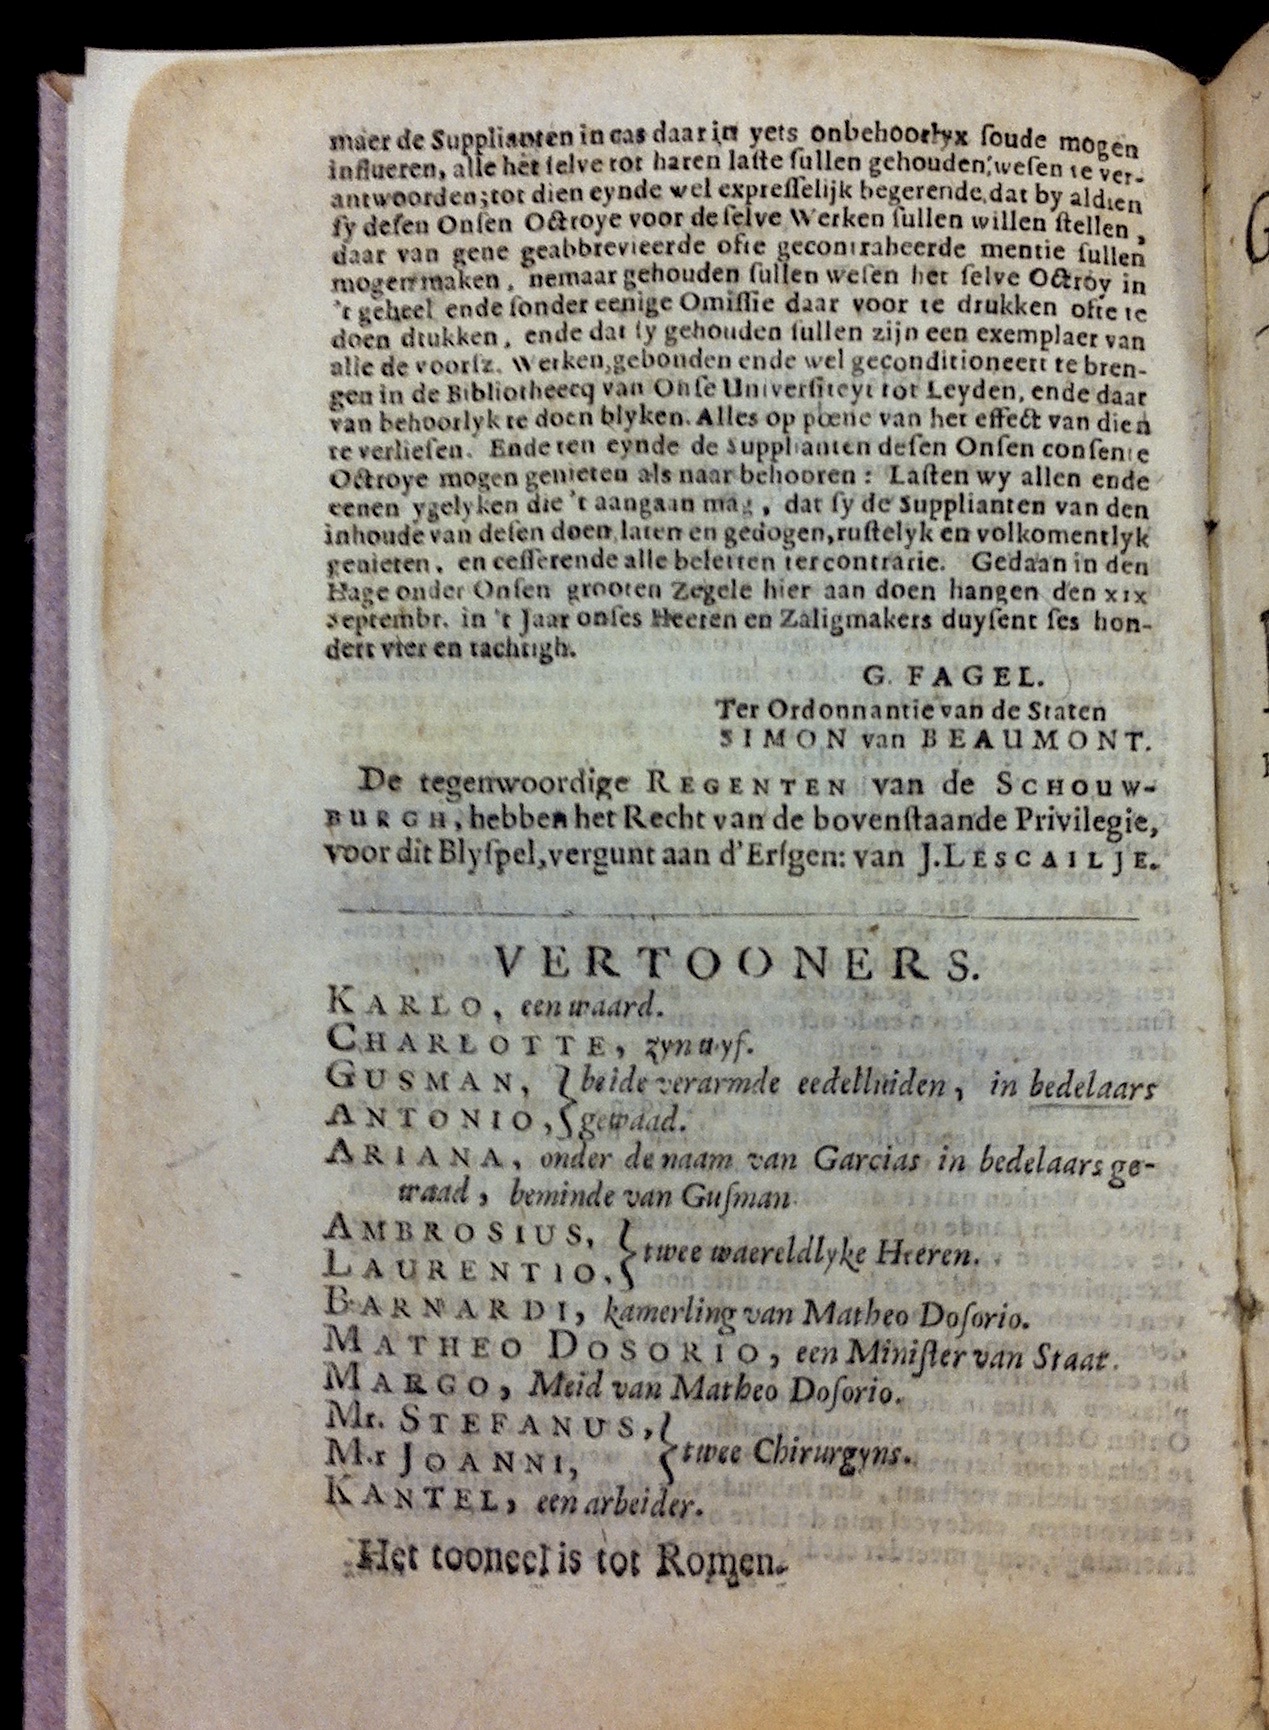 maer de Supplianten in cas daar in yets onbehoorlyx ſoude mogen
influeren, alle het ſelve tot haren laſte ſullen gehouden weſen te ver-
antwoorden; tot dien eynde wel expreſſelijk begerende, dat by aldien
ſy deſen Onſen Octroye voor de ſelve Werken ſullen willen ſtellen,
daar van gene geabbrevieerde ofte gecontraheerde mentie ſullen
mogen maken, nemaar gehouden ſullen weſen het ſelve Octroy in
't geheel ende ſonder eenige Omiſſie daar voor te drukken ofte te
doen drukken, ende dat ſy gehouden ſullen zijn een exemplaer van
alle de voorſz. Werken, gebonden ende wel geconditioneert te bren-
gen in de Bibliotheecq van Onſe Univerſiteyt tot Leyden, ende daar
van behoorlyk te doen blyken. Alles op pœne van het effect van dien
te verlieſen. Ende ten eynde de Supplianten deſen Onſen conſente
Octroye mogen genieten als naar behooren: Laſten wy allen ende
eenen ygelyken die 't aangaan mag, dat ſy de Supplianten van den
inhoude van deſen doen laten en gedogen, ruſtelyk en volkomentlyk
genieten, en ceſſerende alle beletten ter contrarie. Gedaan in den
Hage onder Onſen grooten Zegele hier aan doen hangen den xix
Septembr. in 't Jaar onſes Heeren en Zaligmakers duyſent ſes hon-
dert vier en tachtigh.
G. FAGEL.
Ter Ordonnantie van de Staten
SIMON van BEAUMONT.
De tegenwoordige REGENTEN van de SCHOUW-
BURGH, hebben het Recht van de bovenſtaande Privilegie,
voor dit Blyſpel, vergunt aan d'Erſgen: van J. LESCAILJE.
VERTOONERS.
KARLO, een waard.
CHARLOTTE, zyn wyf.
GUSMAN, } beide verarmde eedelluiden, in bedelaars
ANTONIO, } gewaad.
ARIANA, onder de naam van Garcias in bedelaars ge-
waad, beminde van Guſman.
AMBROSIUS, }
LAURENTIO, } twee waereldlyke Heeren.
BARNARDI, kamerling van Matheo Doſorio.
MATHEO DOSORIO, een Miniſter van Staat.
MARGO, Meid van Matheo Doſorio.
Mr. STEFANUS, }
M.r JOANNI, } twee Chirurgyns.
KANTEL, een arbeider.
Het tooneel is tot Romen.